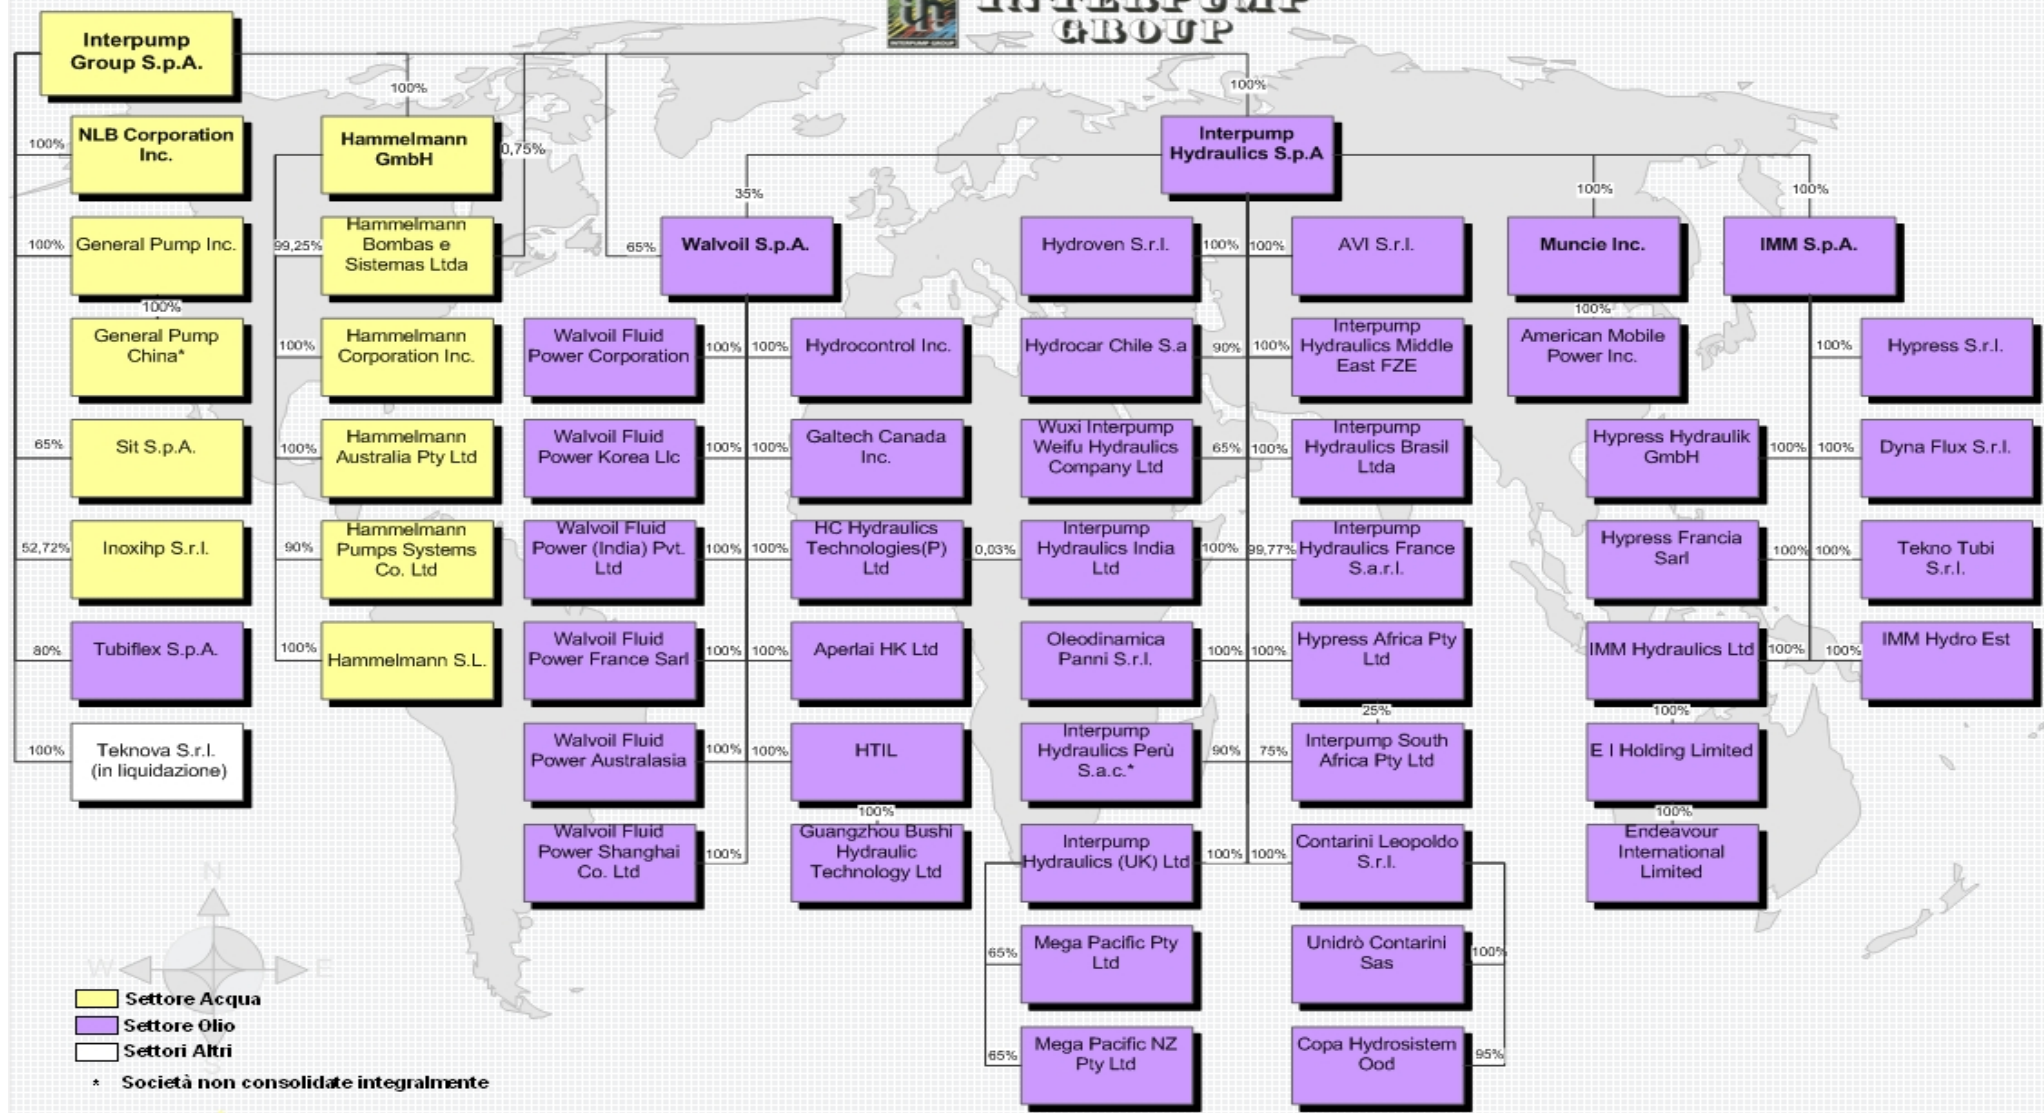 INTERPUMP
GROUP
INTERPUMP GROUP
Interpump
Group S.p.A.
100%
100%
NLB Corporation
Inc.
100%
Hammelmann
GmbH
0,75%
Interpump
Hydraulics S.p.A
35%
100%
100%
General Pump Inc.
100%
Hammelmann
Bombas e
Sistemas Ltda
99,25%
65%
Walvoil S.p.A.
Hydroven S.r.l.
100%
100%
AVI S.r.l.
Muncie Inc.
IMM S.p.A.
100%
General Pump
China*
100%
Hammelmann
Corporation Inc.
Walvoil Fluid
Power Corporation
100%
100%
Hydrocontrol Inc.
Hydrocar Chile S.a
90%
100%
Interpump
Hydraulics Middle
East FZE
100%
American Mobile
Power Inc.
100%
Hypress S.r.l.
65%
Sit S.p.A.
100%
Hammelmann
Australia Pty Ltd
Walvoil Fluid
Power Korea Llc
100%
100%
Galtech Canada
Inc.
Wuxi Interpump
Weifu Hydraulics
Company Ltd
65%
100%
Interpump
Hydraulics Brasil
Ltda
Hypress Hydraulik
GmbH
100%
100%
Dyna Flux S.r.l.
52,72%
Inoxihp S.r.l.
90%
Hammelmann
Pumps Systems
Co. Ltd
Walvoil Fluid
Power (India) Pvt.
Ltd
100%
100%
HC Hydraulics
Technologies(P)
Ltd
0,03%
Interpump
Hydraulics India
Ltd
100%
99,77%
Interpump
Hydraulics France
S.a.r.l.
Hypress Francia
Sarl
100%
100%
Tekno Tubi
S.r.l.
80%
Tubiflex S.p.A.
100%
Hammelmann S.L.
Walvoil Fluid
Power France Sarl
100%
100%
Aperlai HK Ltd
Oleodinamica
Panni S.r.l.
100%
100%
Hypress Africa Pty
Ltd
IMM Hydraulics Ltd
100%
100%
IMM Hydro Est
100%
Teknova S.r.l.
(in liquidazione)
Walvoil Fluid
Power Australasia
100%
100%
HTIL
Interpump
Hydraulics Perù
S.a.c.*
90%
75%
25%
Interpump South
Africa Pty Ltd
100%
E I Holding Limited
Walvoil Fluid
Power Shanghai
Co. Ltd
100%
100%
Guangzhou Bushi
Hydraulic
Technology Ltd
Interpump
Hydraulics (UK) Ltd
100%
100%
Contarini Leopoldo
S.r.l.
100%
Endeavour
International
Limited
65%
Mega Pacific Pty
Ltd
Unidrò Contarini
Sas
100%
65%
Mega Pacific NZ
Pty Ltd
Copa Hydrosistem
Ood
95%
N
W
E
S
Settore Acqua
Settore Olio
Settori Altri
* Società non consolidate integralmente